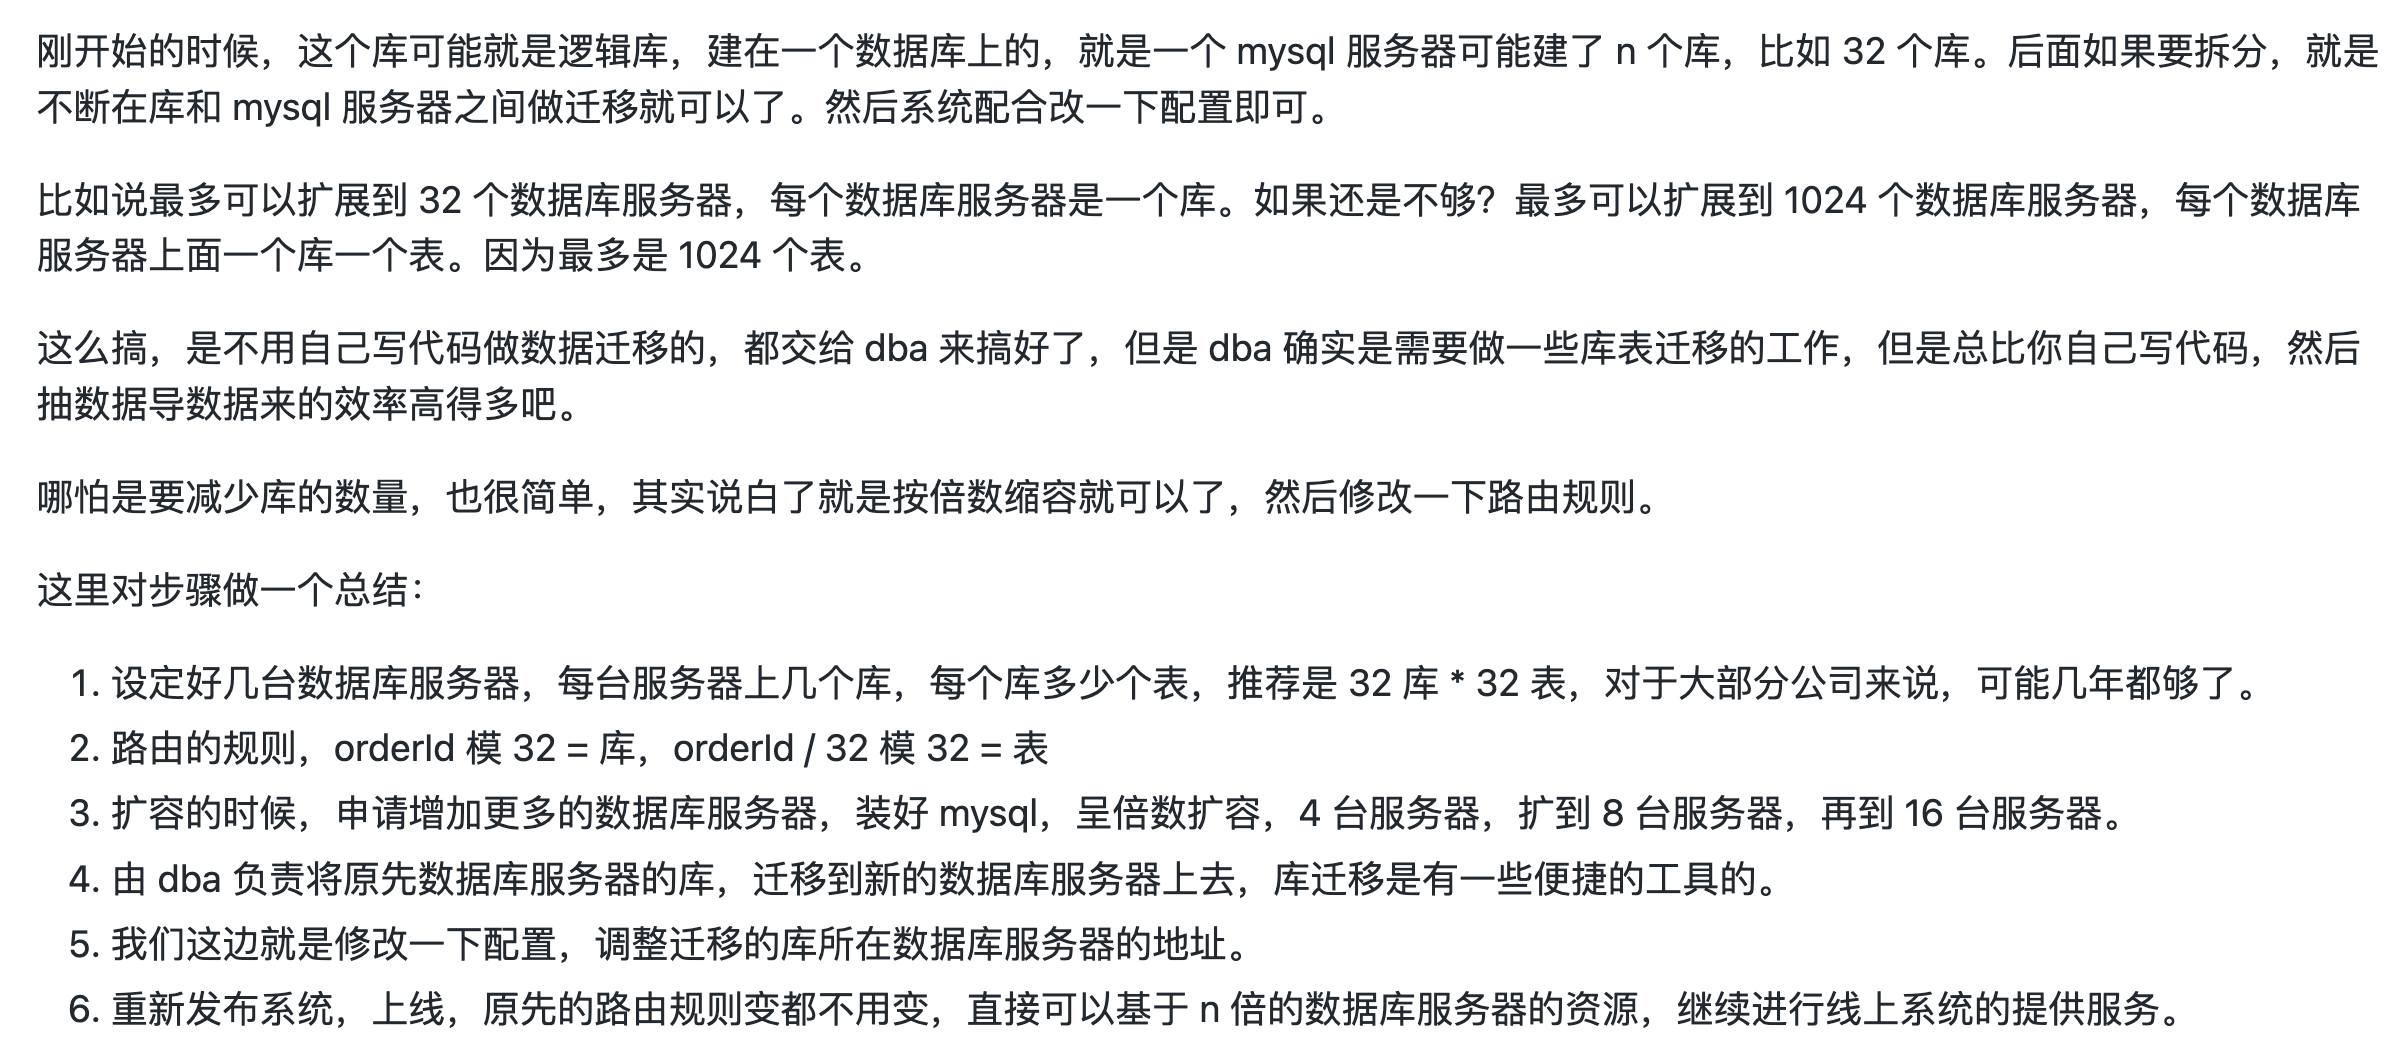 刚开始的时候，这个库可能就是逻辑库，建在一个数据库上的，就是一个 mysql 服务器可能建了 n 个库，比如 32 个库。后面如果要拆分，就是
不断在库和 mysql 服务器之间做迁移就可以了。然后系统配合改一下配置即可。
比如说最多可以扩展到 32 个数据库服务器，每个数据库服务器是一个库。如果还是不够？最多可以扩展到 1024 个数据库服务器，每个数据库
服务器上面一个库一个表。因为最多是 1024 个表。
这么搞，是不用自己写代码做数据迁移的，都交给 dba 来搞好了，但是 dba 确实是需要做一些库表迁移的工作，但是总比你自己写代码，然后
抽数据导数据来的效率高得多吧。
哪怕是要减少库的数量，也很简单，其实说白了就是按倍数缩容就可以了，然后修改一下路由规则。
这里对步骤做一个总结：
1. 设定好几台数据库服务器，每台服务器上几个库，每个库多少个表，推荐是 32 库 * 32 表，对于大部分公司来说，可能几年都够了。
2. 路由的规则，orderId 模 32 = 库，orderId / 32 模 32 = 表
3. 扩容的时候，申请增加更多的数据库服务器，装好 mysql，呈倍数扩容，4 台服务器，扩到 8 台服务器，再到 16 台服务器。
4. 由 dba 负责将原先数据库服务器的库，迁移到新的数据库服务器上去，库迁移是有一些便捷的工具的。
5. 我们这边就是修改一下配置，调整迁移的库所在数据库服务器的地址。
6. 重新发布系统，上线，原先的路由规则变都不用变，直接可以基于 n 倍的数据库服务器的资源，继续进行线上系统的提供服务。